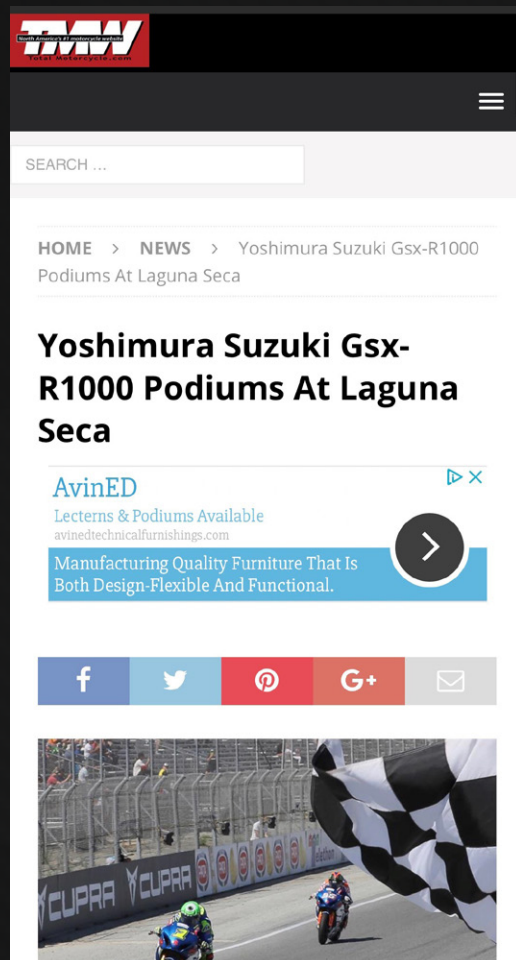 TMW
North America's #1 motorcycle website
Total Motorcycle.com
SEARCH ...
HOME > NEWS > Yoshimura Suzuki Gsx-R1000
Podiums At Laguna Seca
Yoshimura Suzuki Gsx-
R1000 Podiums At Laguna
Seca
AvinED
Lecterns & Podiums Available
avinedtechnicalfurnishings.com
Manufacturing Quality Furniture That Is
Both Design-Flexible And Functional.
f
G+
CUPRA CUPRA